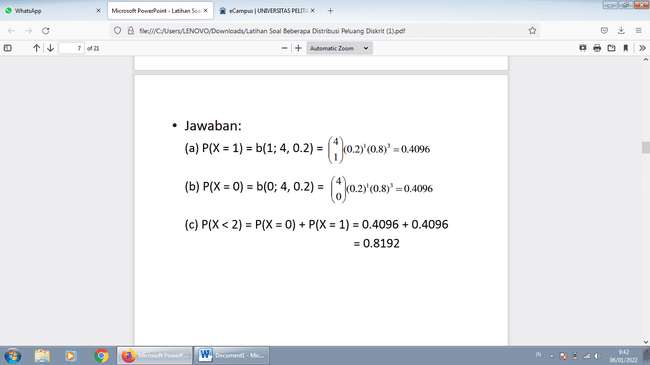 WhatsApp
Microsoft PowerPoint - Latihan Soa
eCampus | UNIVERSITAS PELITA
file:///C:/Users/LENOVO/Downloads/Latihan Soal Beberapa Distribusi Peluang Diskrit (1).pdf
7 of 21
Automatic Zoom
• Jawaban:
(a) P(X = 1) = b(1; 4, 0.2) = (4 1)(0.2)¹(0.8)³ = 0.4096
(b) P(X = 0) = b(0; 4, 0.2) = (4 0)(0.2)¹(0.8)³ = 0.4096
(c) P(X < 2) = P(X = 0) + P(X = 1) = 0.4096 + 0.4096
= 0.8192
Microsoft PowerP...
Document1 - Mic...
IN
9:42
06/01/2022